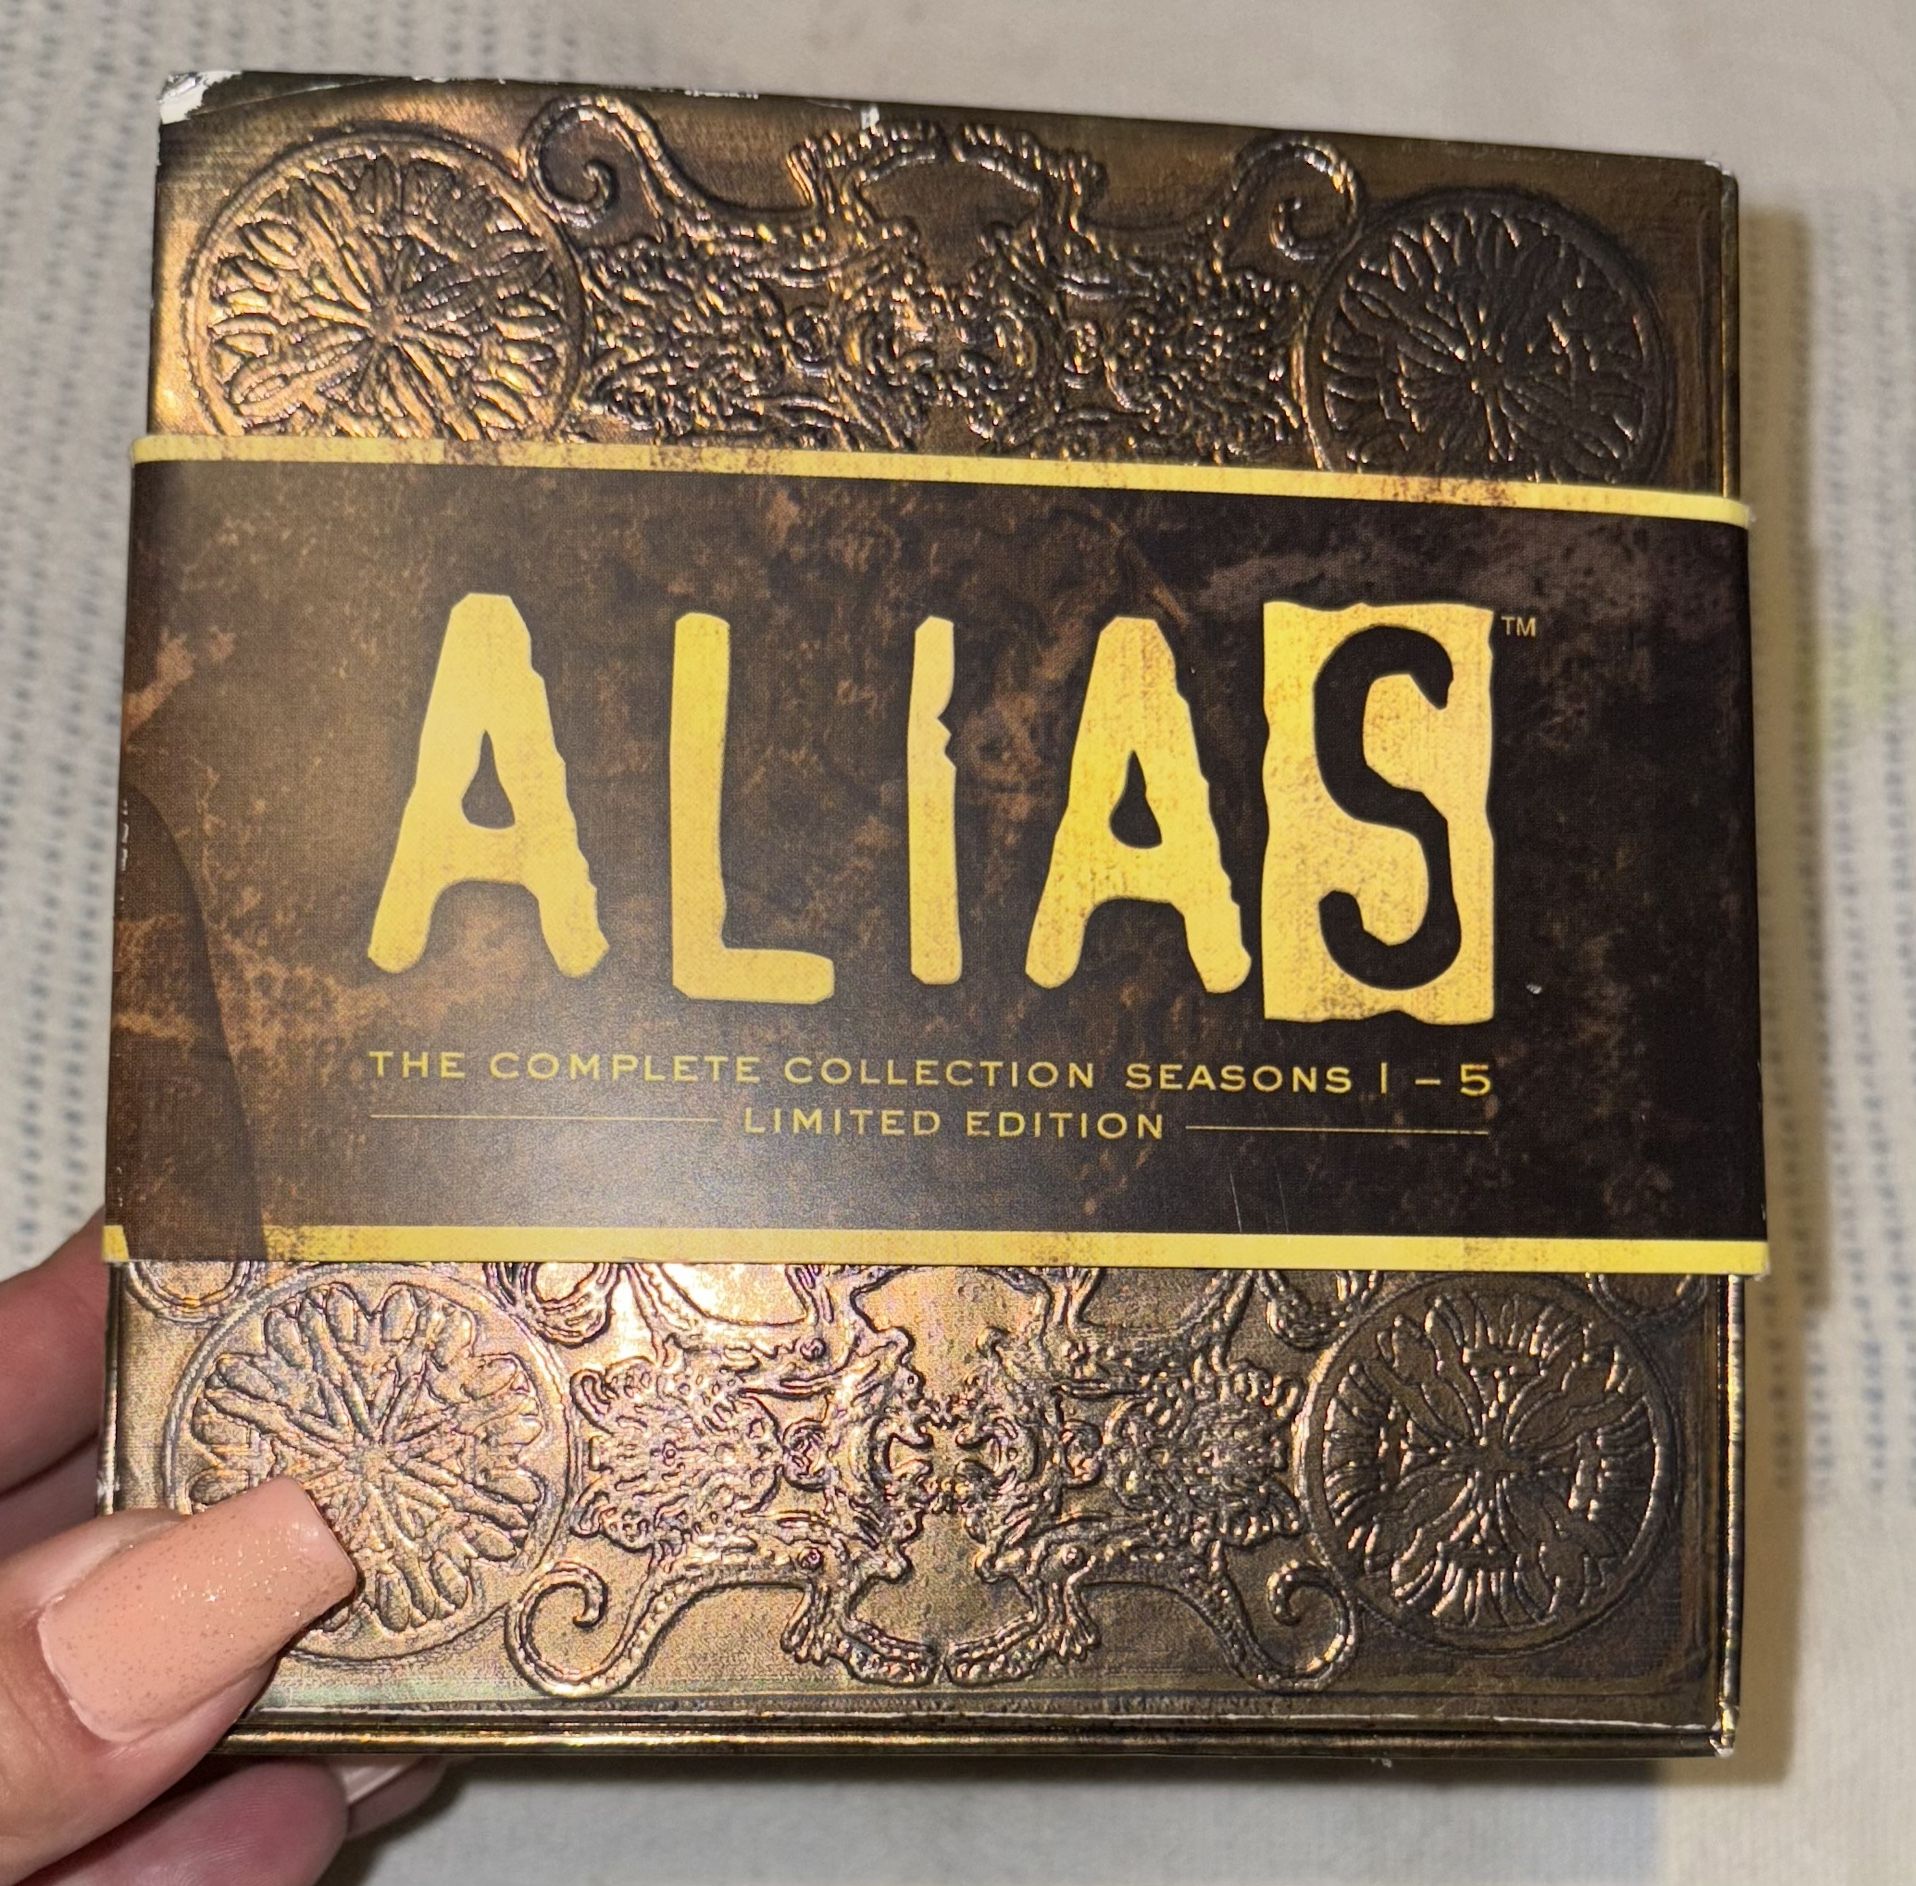 ALIAS™
THE COMPLETE COLLECTION SEASONS 1 – 5
LIMITED EDITION